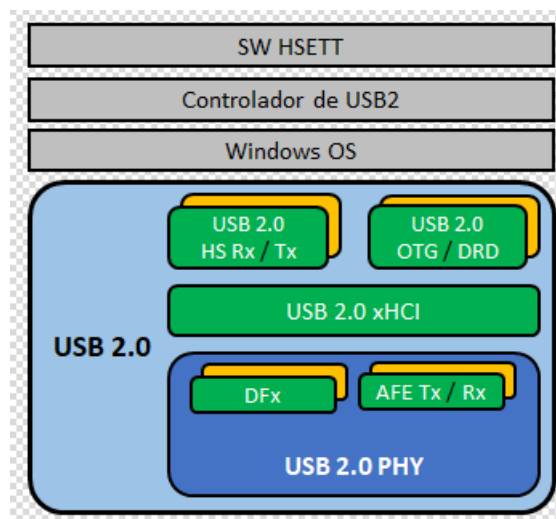 SW HSETT
Controlador de USB2
Windows OS
USB 2.0
HS Rx / Tx
USB 2.0
OTG / DRD
USB 2.0 xHCI
USB 2.0
DFx
AFE Tx / Rx
USB 2.0 PHY